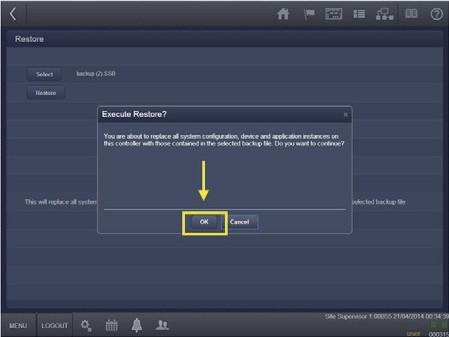 Restore
Select
backup (2).SSB
Restore
Execute Restore?
×
You are about to replace all system configuration, device and application instances on
this controller with those contained in the selected backup file. Do you want to continue?
This will replace all system
selected backup file
OK
Cancel
Site Supervisor 1.00B55 21/04/2014 00:34:39
MENU
LOGOUT
user
000315